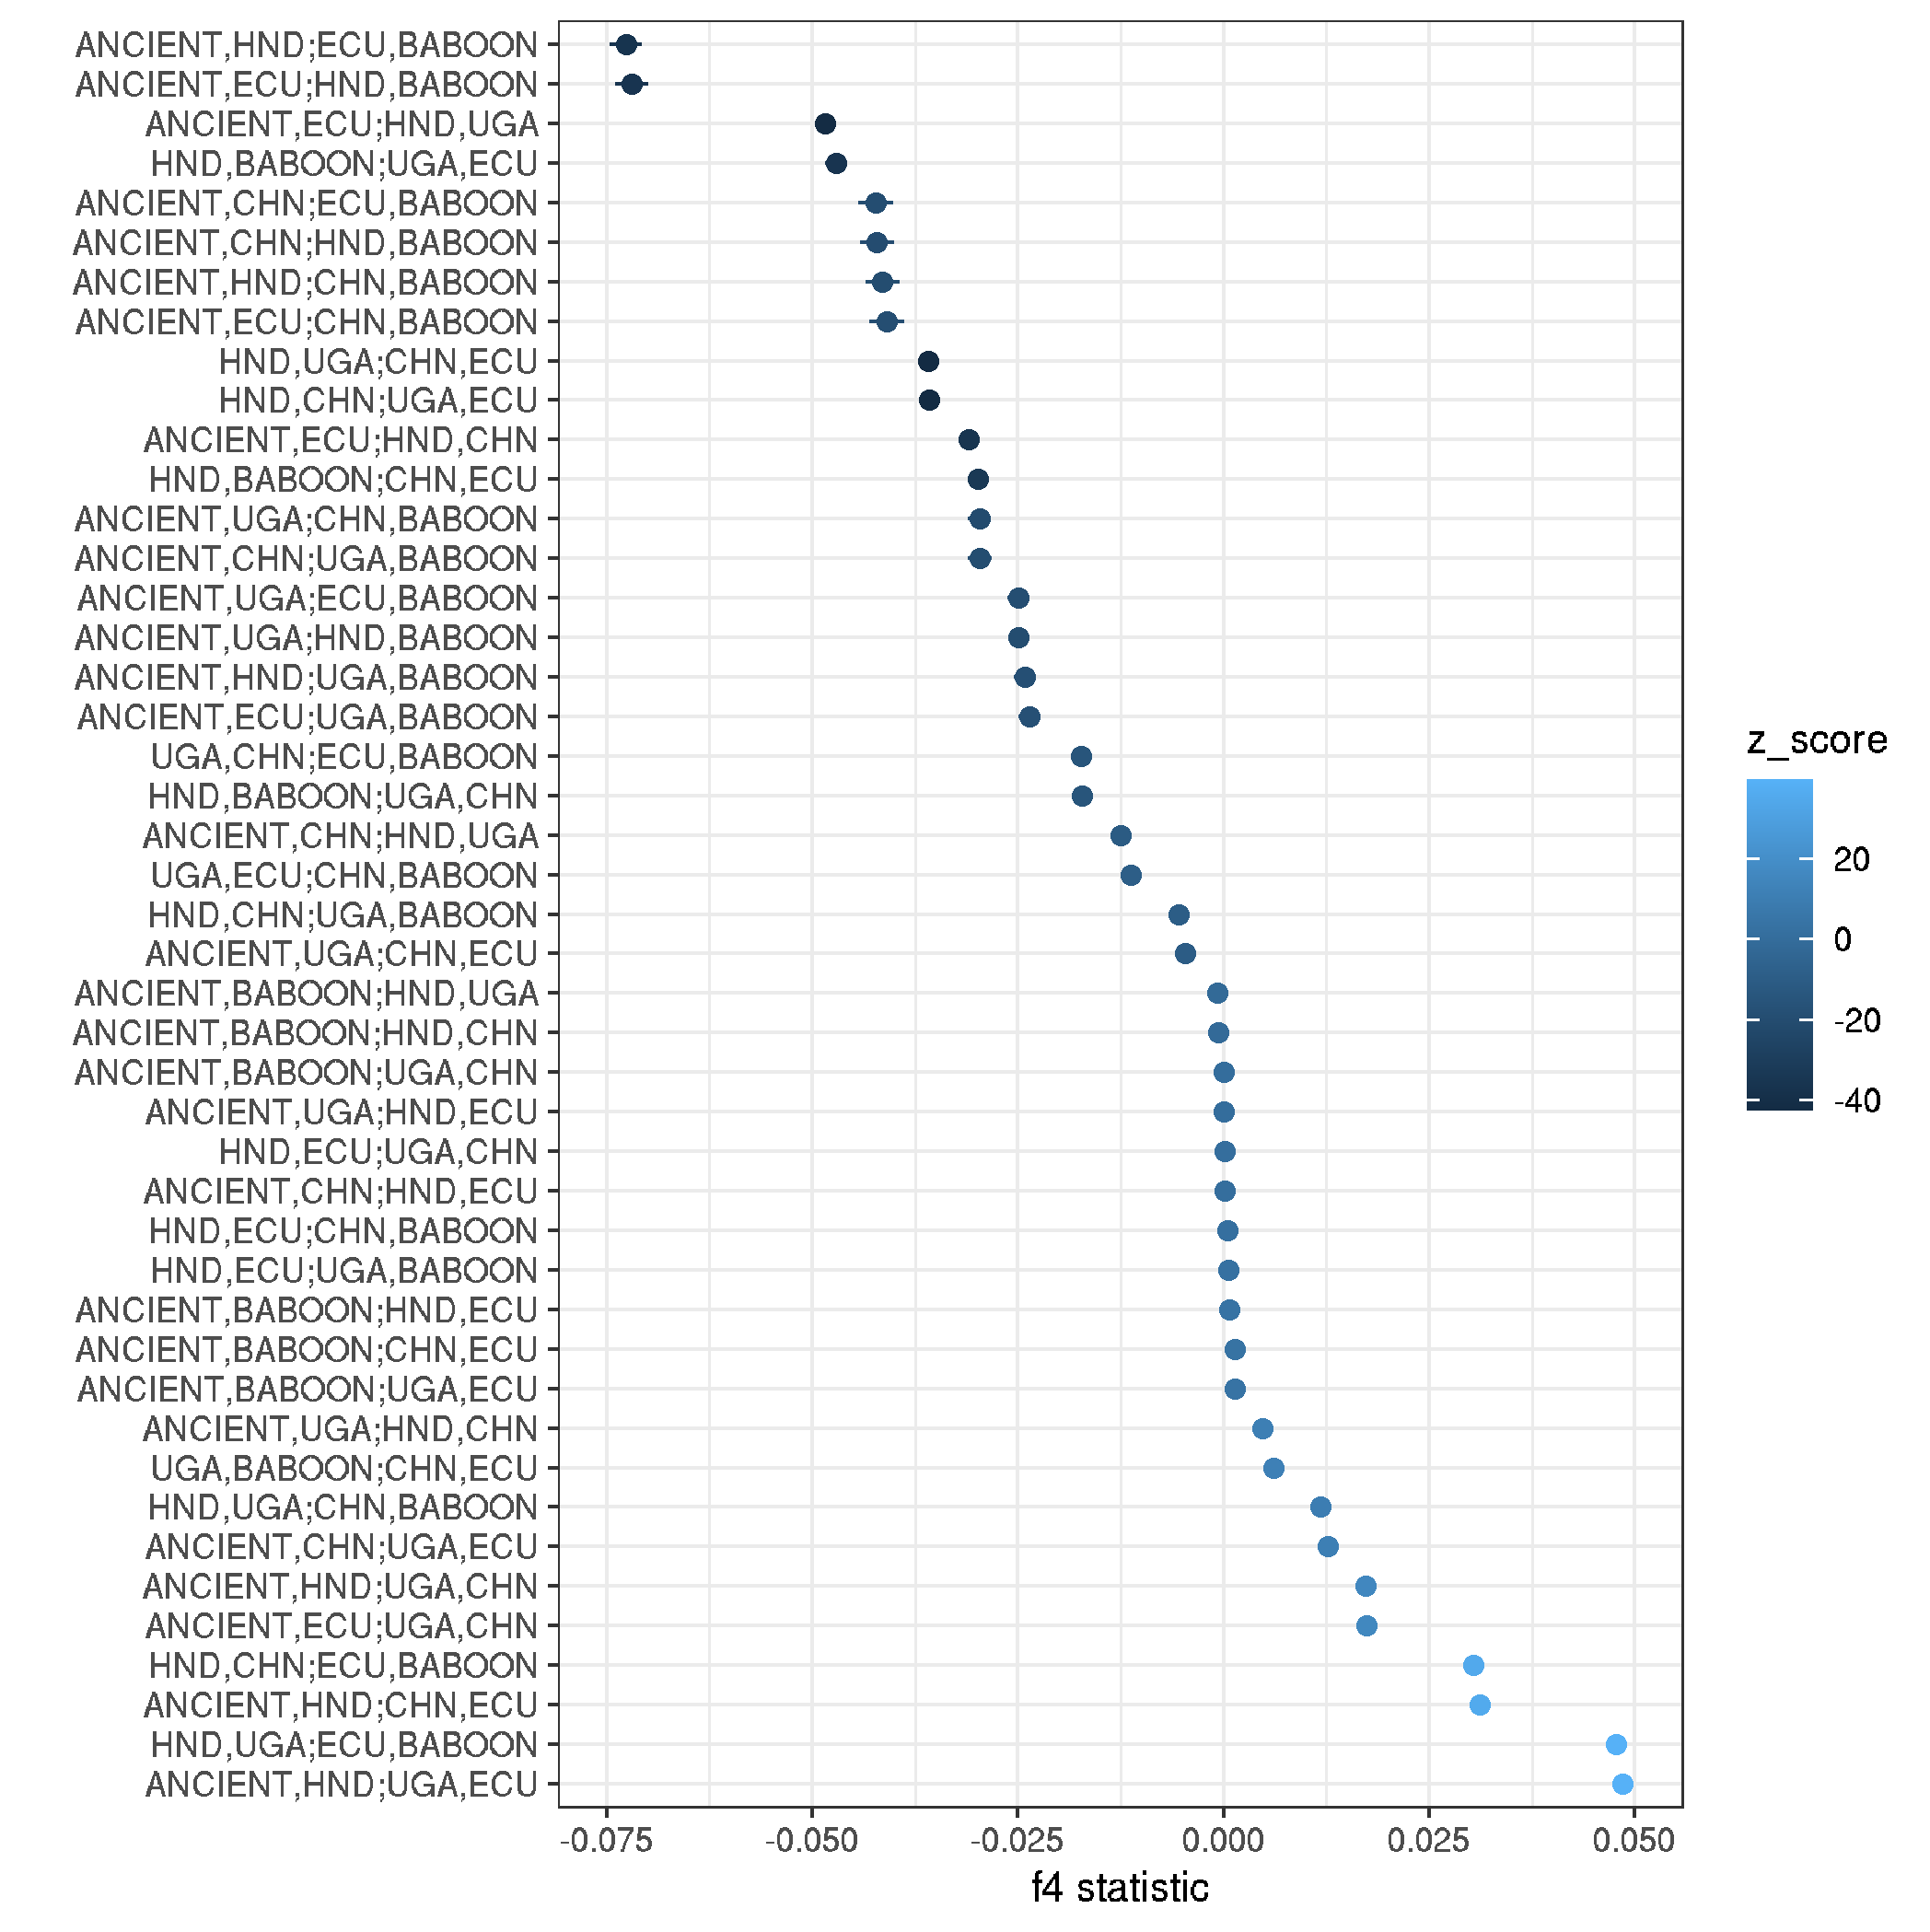 ANCIENT,HND;ECU,BABOON
ANCIENT,ECU;HND,BABOON
ANCIENT,ECU;HND,UGA
HND,BABOON;UGA,ECU
ANCIENT,CHN;ECU,BABOON
ANCIENT,CHN;HND,BABOON
ANCIENT,HND;CHN,BABOON
ANCIENT,ECU;CHN,BABOON
HND,UGA;CHN,ECU
HND,CHN;UGA,ECU
ANCIENT,ECU;HND,CHN
HND,BABOON;CHN,ECU
ANCIENT,UGA;CHN,BABOON
ANCIENT,CHN;UGA,BABOON
ANCIENT,UGA;ECU,BABOON
ANCIENT,UGA;HND,BABOON
ANCIENT,HND;UGA,BABOON
ANCIENT,ECU;UGA,BABOON
UGA,CHN;ECU,BABOON
HND,BABOON;UGA,CHN
ANCIENT,CHN;HND,UGA
UGA,ECU;CHN,BABOON
HND,CHN;UGA,BABOON
ANCIENT,UGA;CHN,ECU
ANCIENT,BABOON;HND,UGA
ANCIENT,BABOON;HND,CHN
ANCIENT,BABOON;UGA,CHN
ANCIENT,UGA;HND,ECU
HND,ECU;UGA,CHN
ANCIENT,CHN;HND,ECU
HND,ECU;CHN,BABOON
HND,ECU;UGA,BABOON
ANCIENT,BABOON;HND,ECU
ANCIENT,BABOON;CHN,ECU
ANCIENT,BABOON;UGA,ECU
ANCIENT,UGA;HND,CHN
UGA,BABOON;CHN,ECU
HND,UGA;CHN,BABOON
ANCIENT,CHN;UGA,ECU
ANCIENT,HND;UGA,CHN
ANCIENT,ECU;UGA,CHN
HND,CHN;ECU,BABOON
ANCIENT,HND;CHN,ECU
HND,UGA;ECU,BABOON
ANCIENT,HND;UGA,ECU
-0.075 -0.050 -0.025 0.000 0.025 0.050
f4 statistic
z_score
20
0
-20
-40